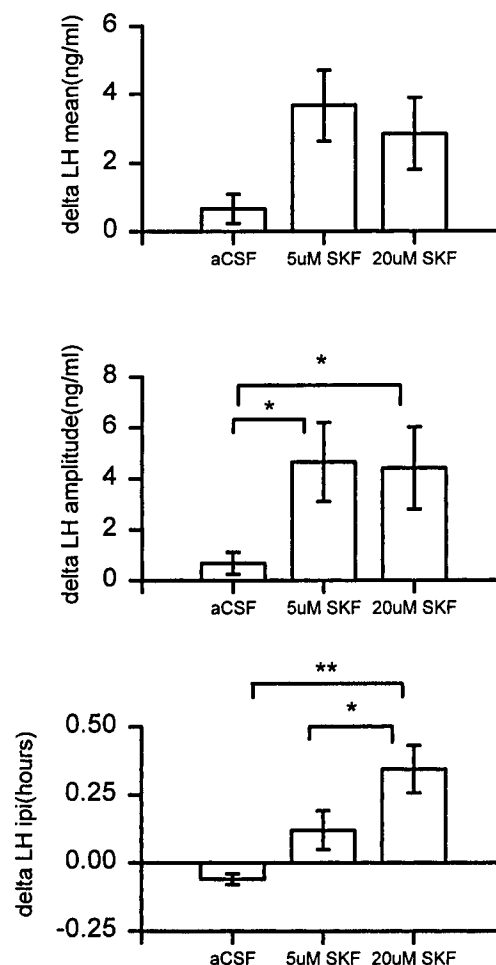 delta LH mean(ng/ml)
6
4
2
0
aCSF 5uM SKF 20uM SKF
delta LH amplitude(ng/ml)
8
6
4
2
0
*
*
aCSF 5uM SKF 20uM SKF
delta LH ipi(hours)
0.50
0.25
0.00
-0.25
**
*
aCSF 5uM SKF 20uM SKF